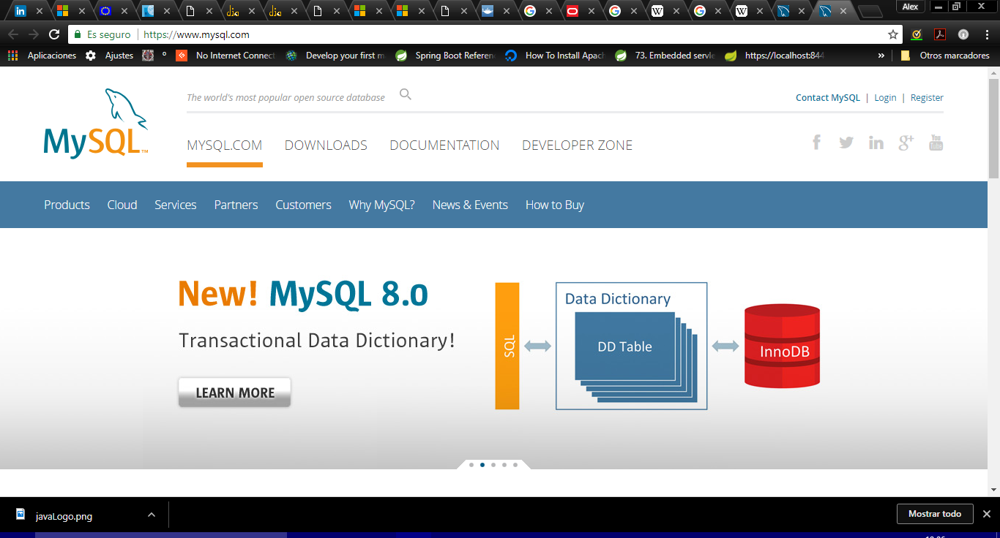 Alex
Es seguro https://www.mysql.com
Aplicaciones Ajustes ° No Internet Connect Develop your first m Spring Boot Referen How To Install Apach 73. Embedded servle https://localhost:844 » Otros marcadores
The world's most popular open source database
Contact MySQL | Login | Register
MySQL™
MYSQL.COM DOWNLOADS DOCUMENTATION DEVELOPER ZONE
You Tube
Products Cloud Services Partners Customers Why MySQL? News & Events How to Buy
New! MySQL 8.0
Transactional Data Dictionary!
LEARN MORE
SQL
Data Dictionary
DD Table
InnoDB
javaLogo.png
Mostrar todo